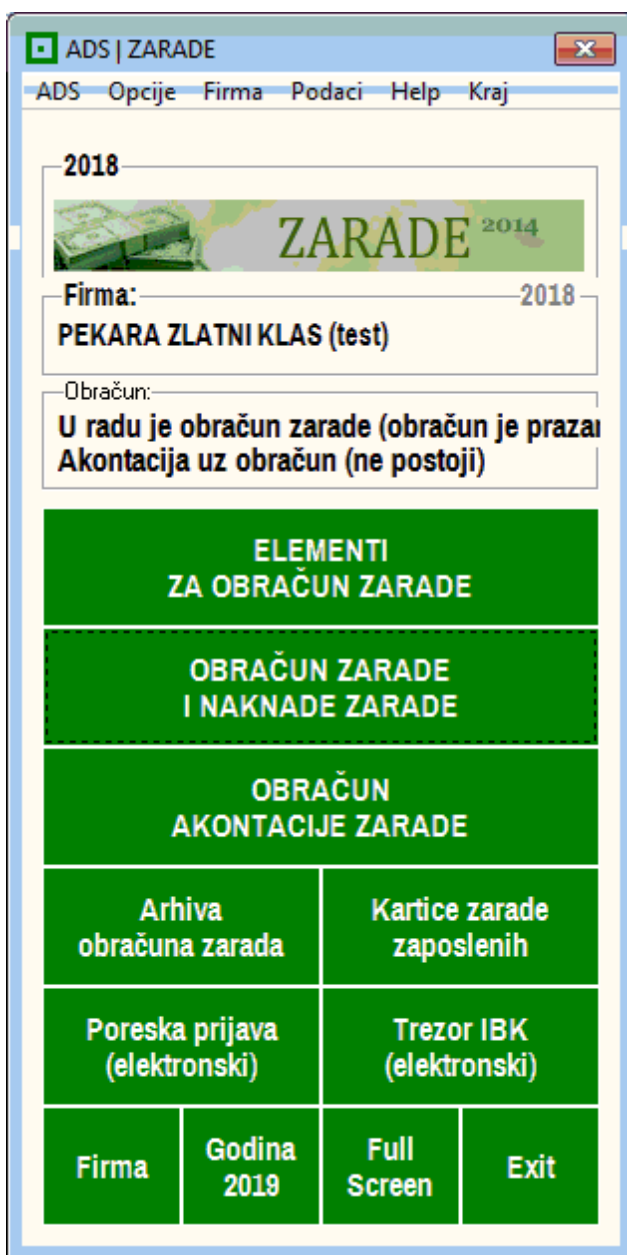 ADS | ZARADE
ADS Opcije Firma Podaci Help Kraj
2018
ZARADE 2014
Firma: 2018
PEKARA ZLATNI KLAS (test)
Obračun:
U radu je obračun zarade (obračun je prazan
Akontacija uz obračun (ne postoji)
ELEMENTI
ZA OBRAČUN ZARADE
OBRAČUN ZARADE
I NAKNADE ZARADE
OBRAČUN
AKONTACIJE ZARADE
Arhiva
obračuna zarada
Kartice zarade
zaposlenih
Poreska prijava
(elektronski)
Trezor IBK
(elektronski)
Firma
Godina
2019
Full
Screen
Exit